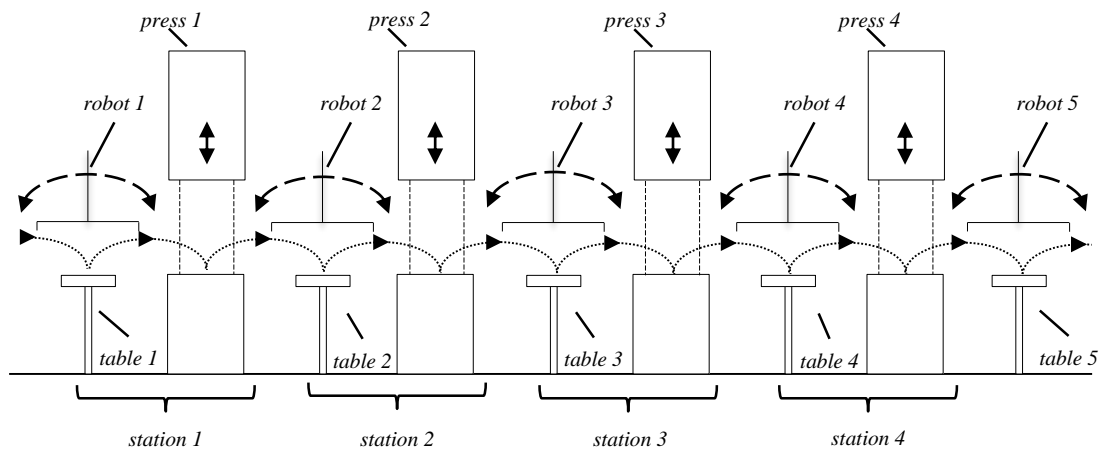 press 1
press 2
press 3
press 4
robot 1
robot 2
robot 3
robot 4
robot 5
table 1
table 2
table 3
table 4
table 5
station 1
station 2
station 3
station 4